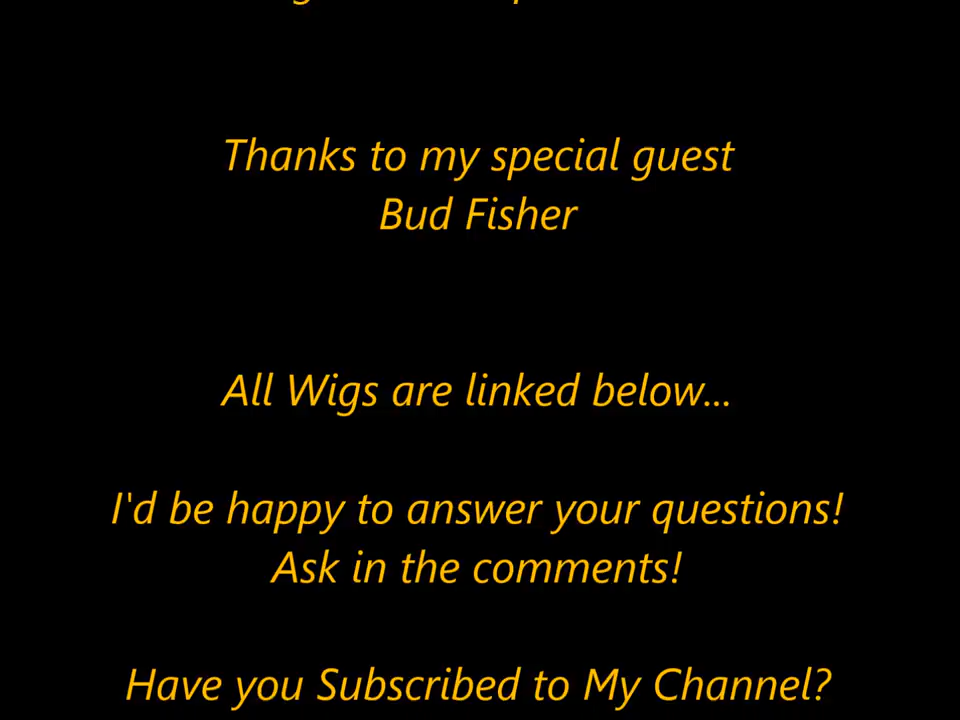 Thanks to my special guest
Bud Fisher
All Wigs are linked below...
I'd be happy to answer your questions!
Ask in the comments!
Have you Subscribed to My Channel?